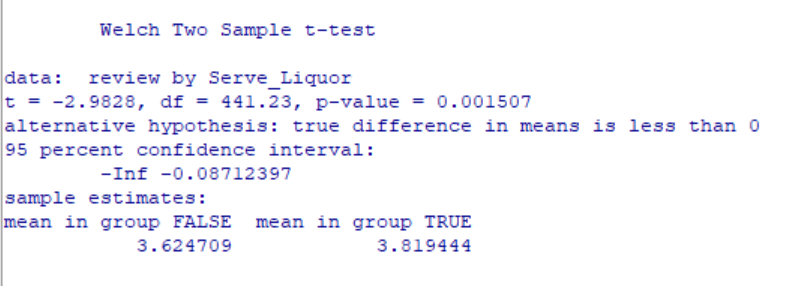 Welch Two Sample t-test
data:  review by Serve_Liquor
t = -2.9828, df = 441.23, p-value = 0.001507
alternative hypothesis: true difference in means is less than 0
95 percent confidence interval:
-Inf -0.08712397
sample estimates:
mean in group FALSE  mean in group TRUE
3.624709            3.819444